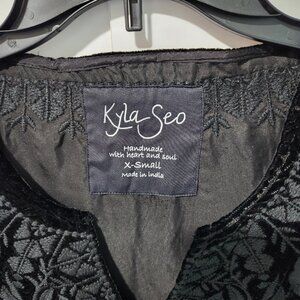 Kyla Seo
Handmade
with heart and soul
X-Small
Made in India